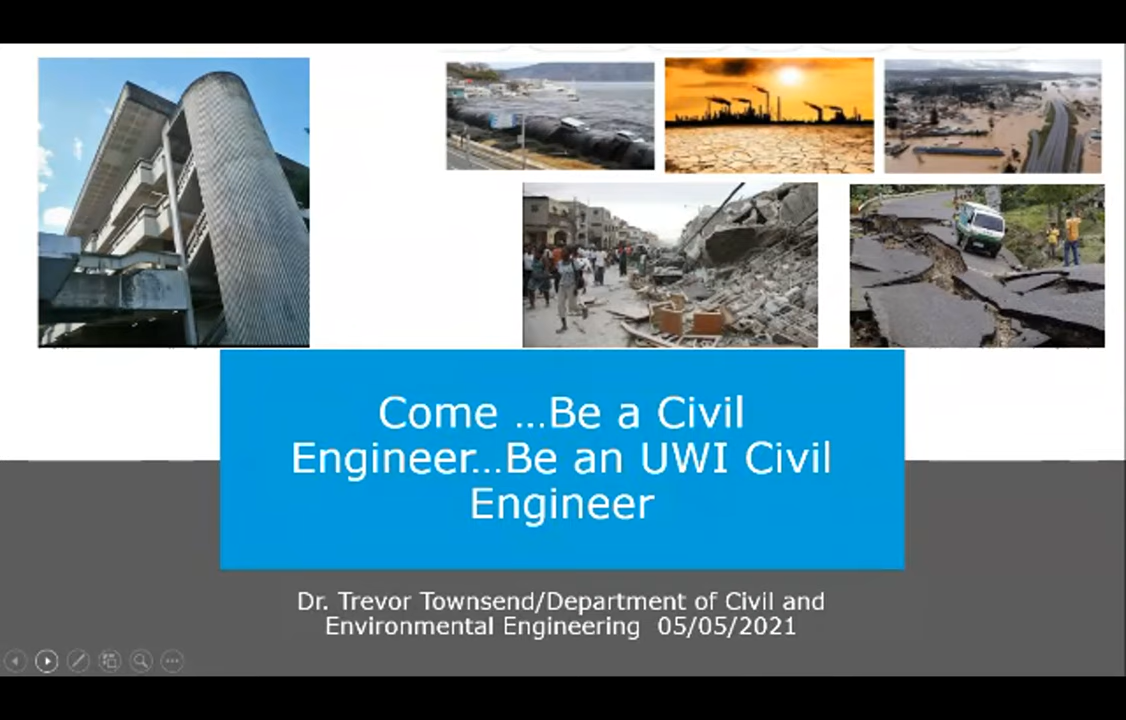 Come ...Be a Civil
Engineer...Be an UWI Civil
Engineer
Dr. Trevor Townsend/Department of Civil and
Environmental Engineering 05/05/2021